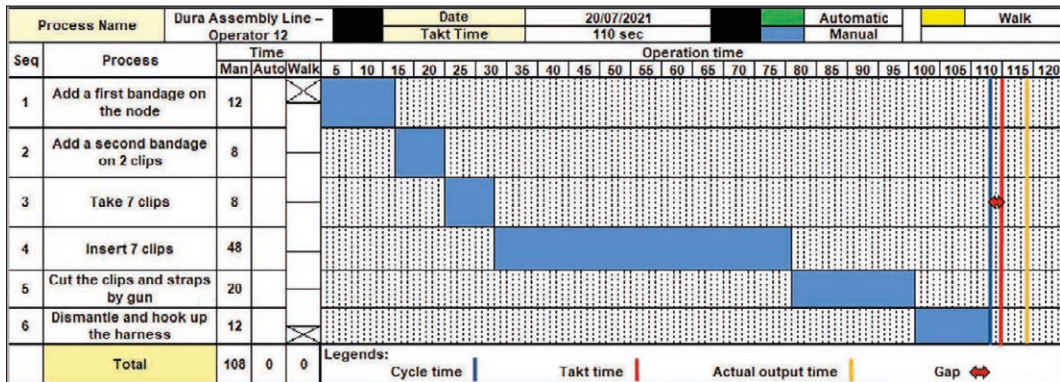 Process Name Dura Assembly Line – Date 20/07/2021 Automatic Walk
Operator 12 Takt Time 110 sec Manual
Seq Process Time Operation time
Man Auto Walk 5 10 15 20 25 30 35 40 45 50 55 60 65 70 75 80 85 90 95 100 105 110 115 120
1 Add a first bandage on 12
the node
2 Add a second bandage 8
on 2 clips
3 Take 7 clips 8
4 Insert 7 clips 48
5 Cut the clips and straps 20
by gun
6 Dismantle and hook up 12
the harness
Total 108 0 0 Legends:
Cycle time Takt time Actual output time Gap